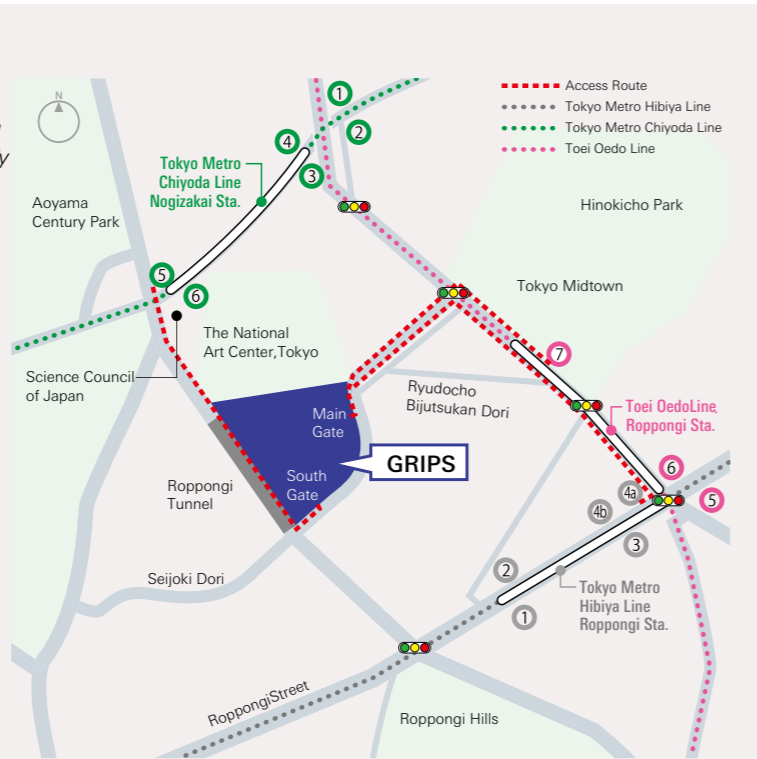 N
y
Access Route
Tokyo Metro Hibiya Line
Tokyo Metro Chiyoda Line
Toei Oedo Line
1
2
4
3
Tokyo Metro
Chiyoda Line
Nogizakai Sta.
Aoyama
Century Park
Hinokicho Park
5
6
Tokyo Midtown
The National
Art Center,Tokyo
Science Council
of Japan
7
Ryudocho
Bijutsukan Dori
Toei OedoLine
Roppongi Sta.
Main
Gate
GRIPS
South
Gate
Roppongi
Tunnel
6
4a
5
4b
3
Seijoki Dori
2
1
Tokyo Metro
Hibiya Line
Roppongi Sta.
RoppongiStreet
Roppongi Hills